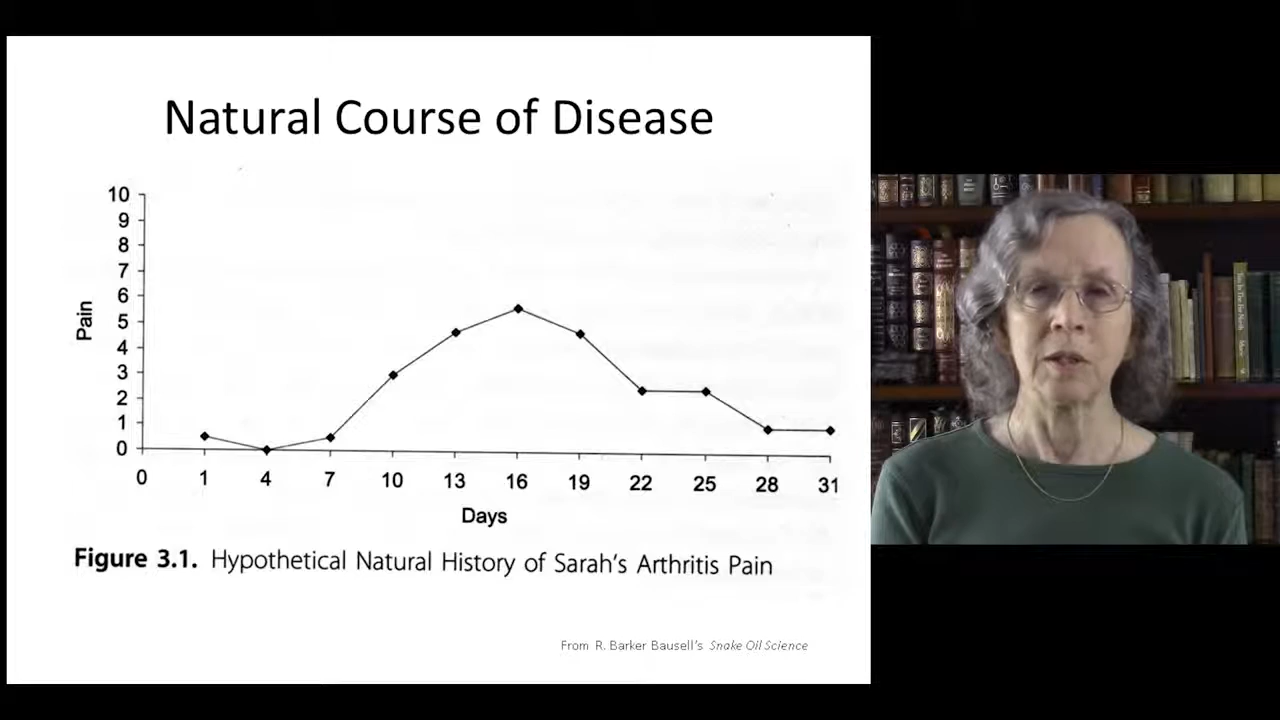 Natural Course of Disease
10
9
8
7
6
5
4
3
2
1
0
Pain
0 1 4 7 10 13 16 19 22 25 28 31
Days
Figure 3.1. Hypothetical Natural History of Sarah's Arthritis Pain
From R. Barker Bausell's Snake Oil Science